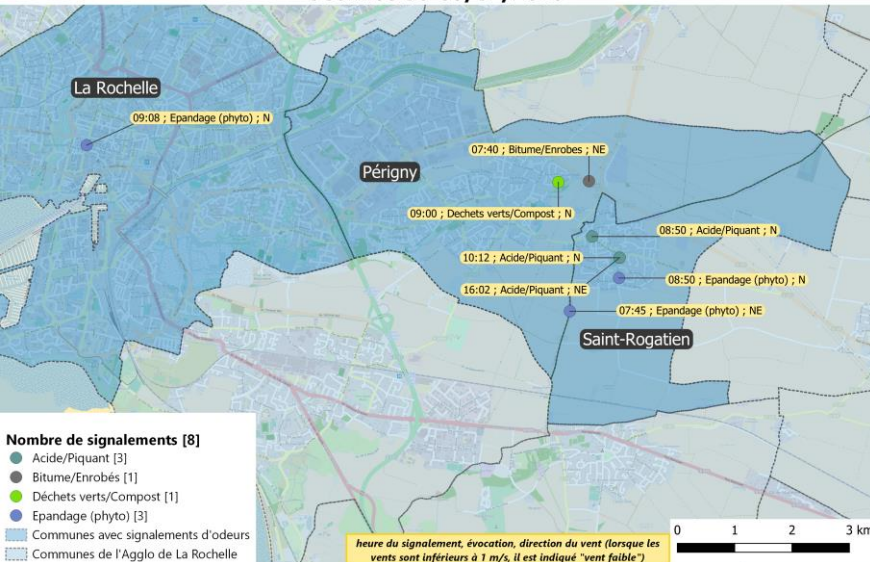 La Rochelle
09:08 ; Epandage (phyto) ; N
07:40 ; Bitume/Enrobes ; NE
Périgny
09:00 ; Dechets verts/Compost ; N
08:50 ; Acide/Piquant ; N
10:12 ; Acide/Piquant ; N
08:50 ; Epandage (phyto) ; N
16:02 ; Acide/Piquant ; NE
07:45 ; Epandage (phyto) ; NE
Saint-Rogatien
Nombre de signalements [8]
Acide/Piquant [3]
Bitume/Enrobés [1]
Déchets verts/Compost [1]
Epandage (phyto) [3]
Communes avec signalements d'odeurs
Communes de l'Agglo de La Rochelle
heure du signalement, évocation, direction du vent (lorsque les
vents sont inférieurs à 1 m/s, il est indiqué "vent faible")
0 1 2 3 km